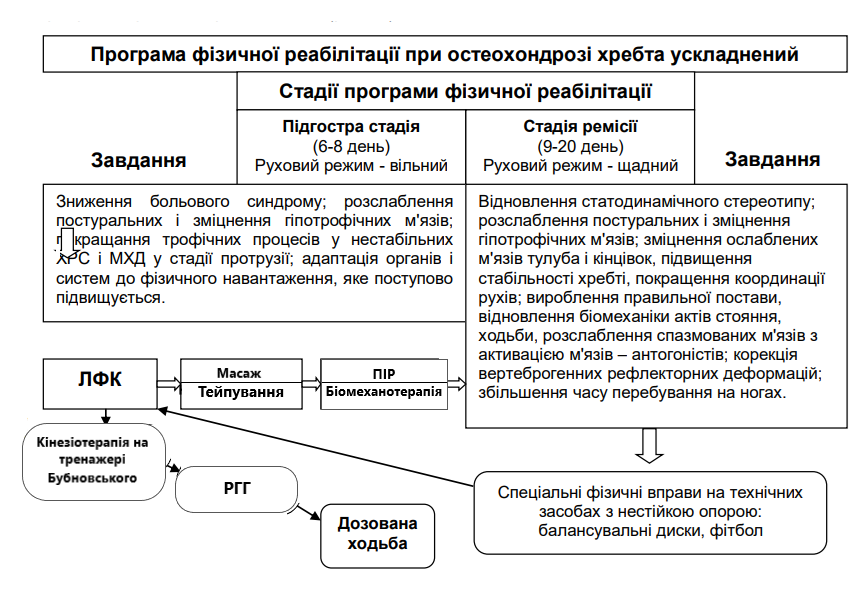 Програма фізичної реабілітації при остеохондрозі хребта ускладнений
Стадії програми фізичної реабілітації
Підгостра стадія
(6-8 день)
Руховий режим - вільний
Стадія ремісії
(9-20 день)
Руховий режим - щадний
Завдання
Завдання
Зниження больового синдрому; розслаблення
постуральних і зміцнення гіпотрофічних м'язів;
покращання трофічних процесів у нестабільних
ХРС і МХД у стадії протрузії; адаптація органів і
систем до фізичного навантаження, яке поступово
підвищується.
Відновлення статодинамічного стереотипу;
розслаблення постуральних і зміцнення
гіпотрофічних м'язів; зміцнення ослаблених
м'язів тулуба і кінцівок, підвищення
стабільності хребті, покращення координації
рухів; вироблення правильної постави,
відновлення біомеханіки актів стояння,
ходьби, розслаблення спазмованих м'язів з
активацією м'язів – антогоністів; корекція
вертеброгенних рефлекторних деформацій;
збільшення часу перебування на ногах.
ЛФК
Масаж
Тейпування
ПІР
Біомеханотерапія
Кінезіотерапія на
тренажері
Бубновського
РГГ
Дозована
ходьба
Спеціальні фізичні вправи на технічних
засобах з нестійкою опорою:
балансувальні диски, фітбол